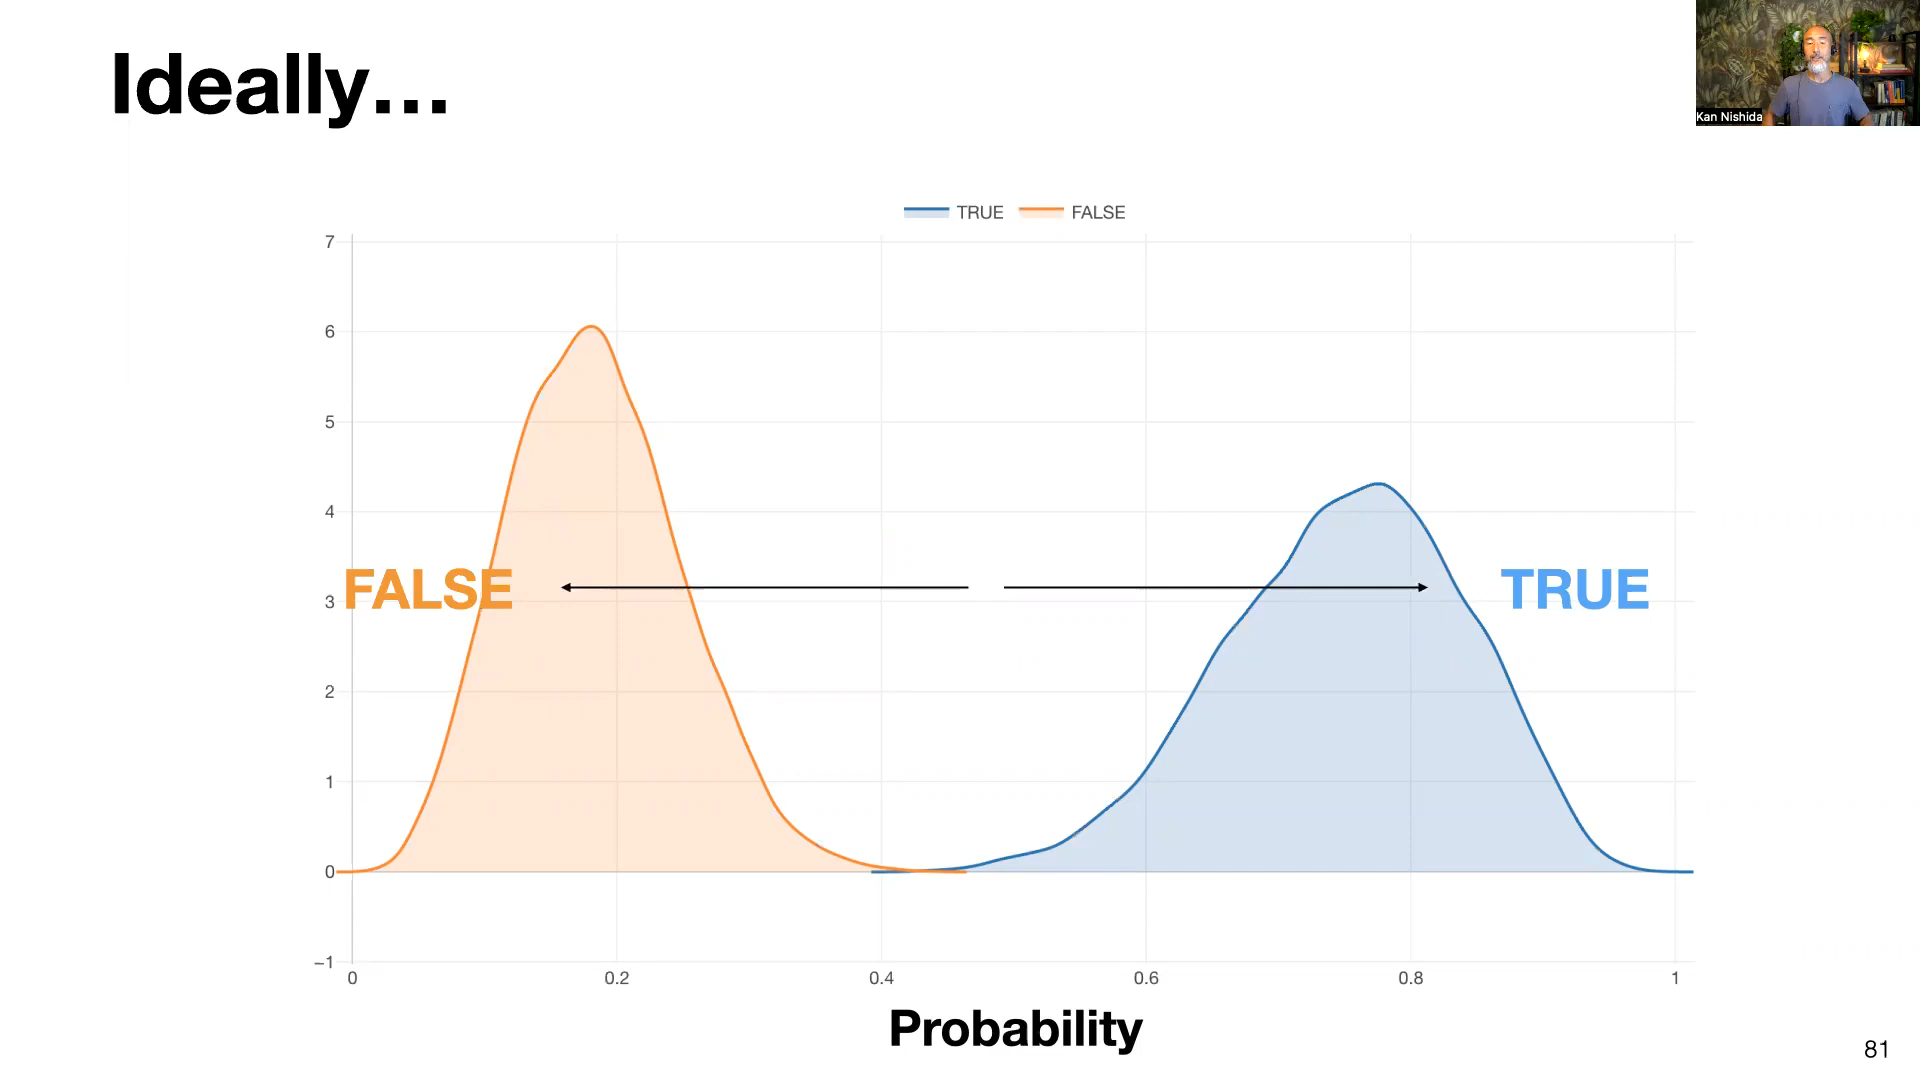 Ideally...
Kan Nishida
TRUE FALSE
7
6
5
4
3
2
1
0
−1
FALSE
TRUE
0 0.2 0.4 0.6 0.8 1
Probability
81